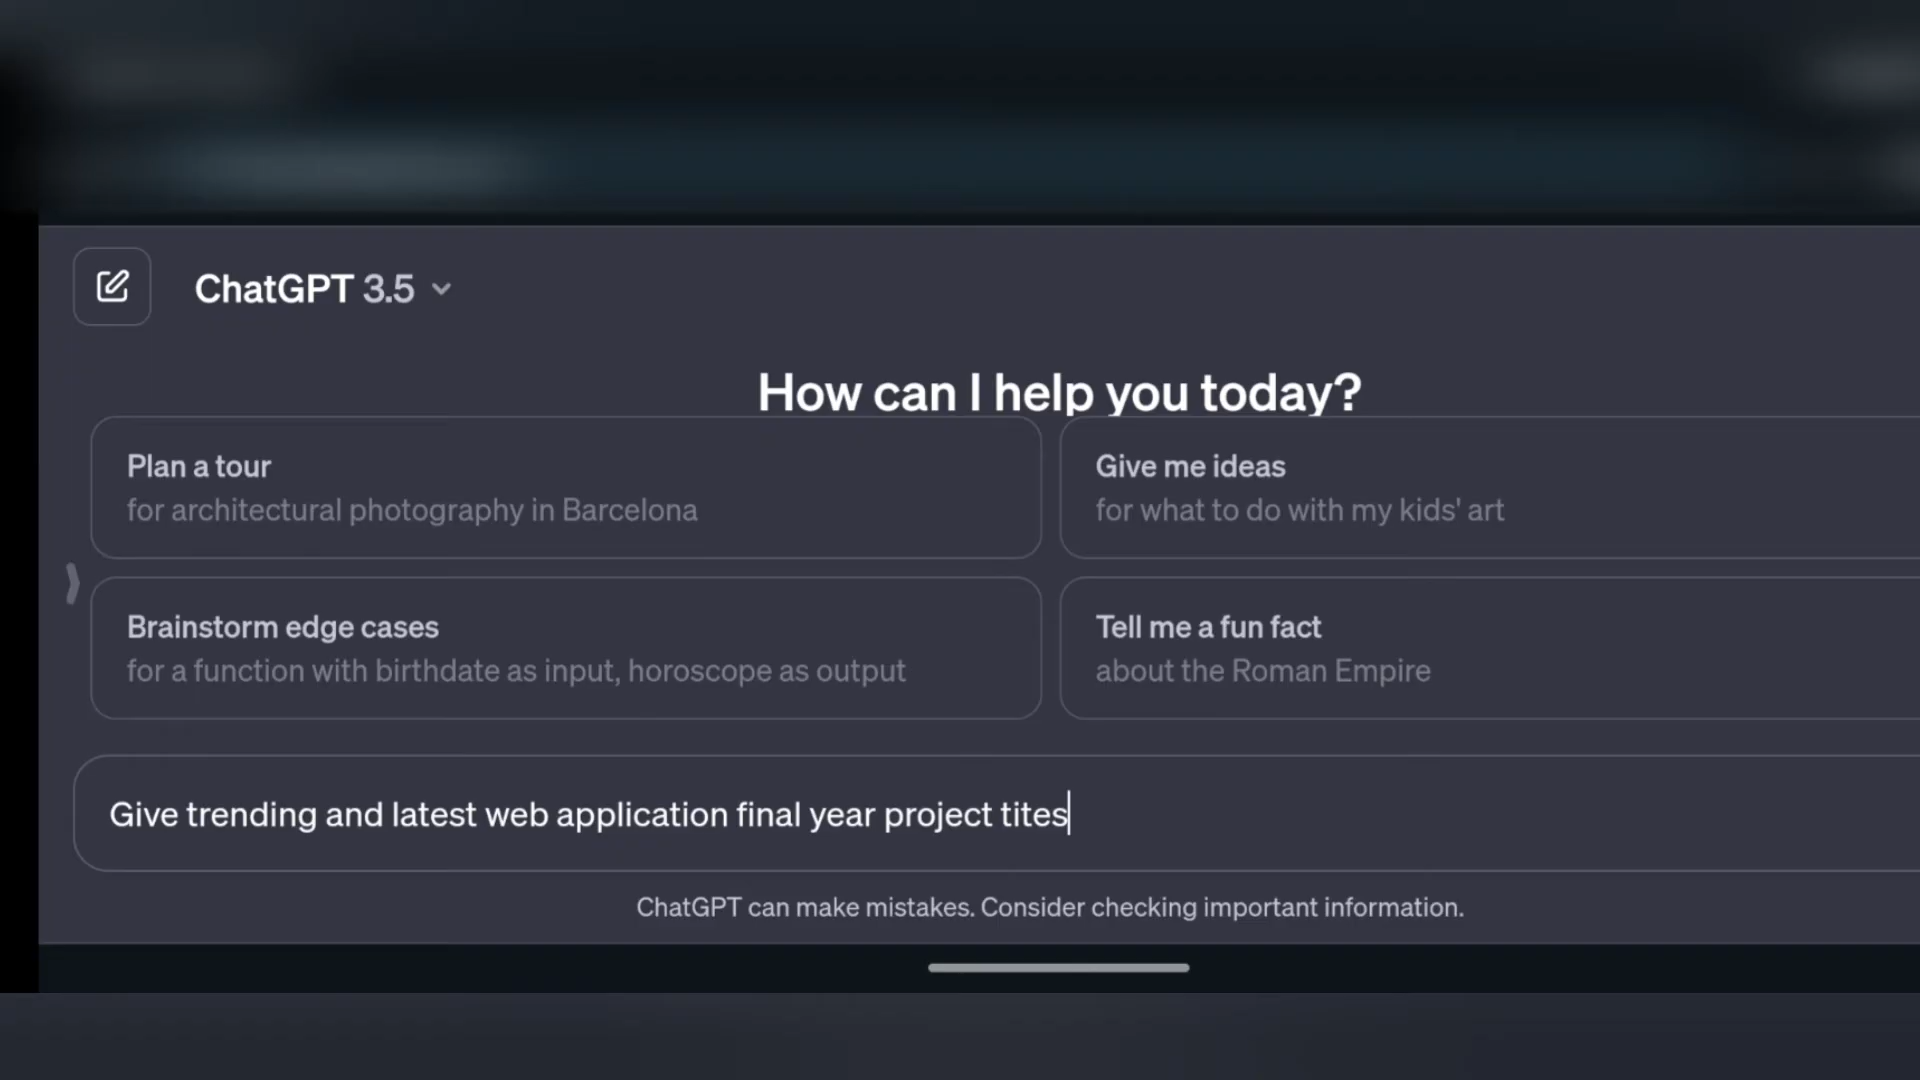 ChatGPT 3.5
How can I help you today?
Plan a tour
for architectural photography in Barcelona
Give me ideas
for what to do with my kids' art
Brainstorm edge cases
for a function with birthdate as input, horoscope as output
Tell me a fun fact
about the Roman Empire
Give trending and latest web application final year project tites
ChatGPT can make mistakes. Consider checking important information.